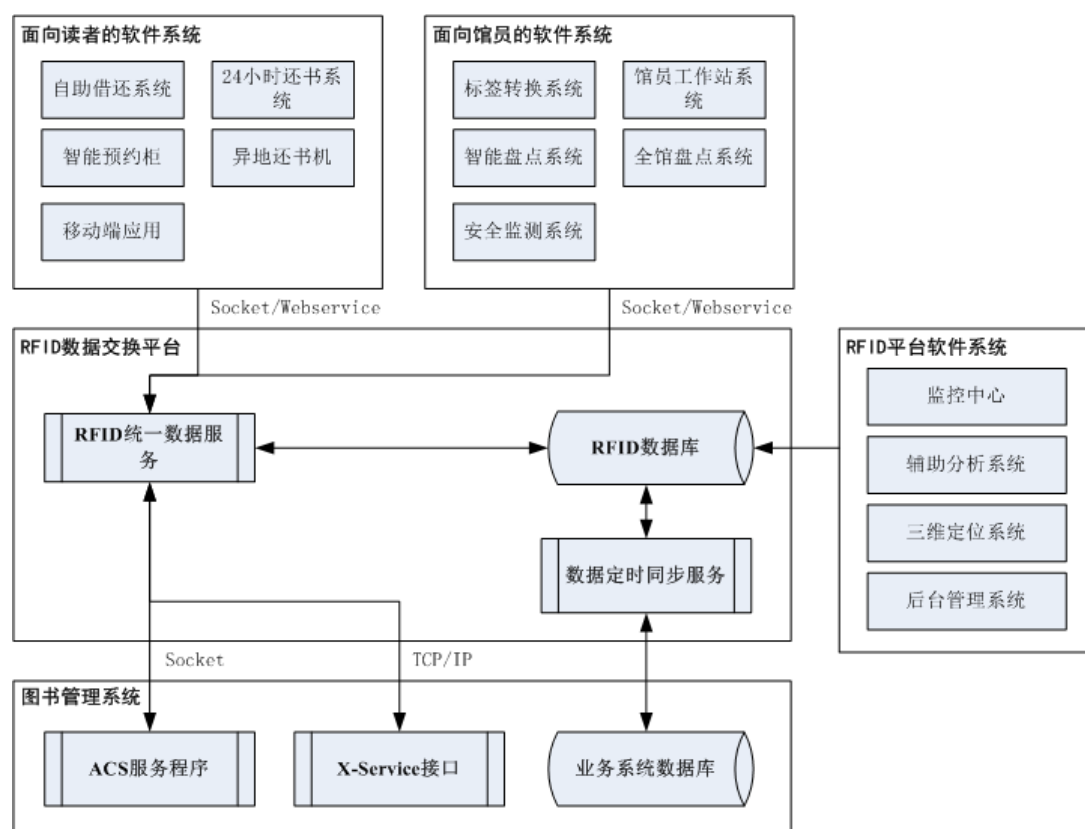 面向读者的软件系统
自助借还系统
24小时还书系
统
智能预约柜
异地还书机
移动端应用
面向馆员的软件系统
标签转换系统
馆员工作站系
统
智能盘点系统
全馆盘点系统
安全监测系统
Socket/Webservice
Socket/Webservice
RFID数据交换平台
RFID统一数据服
务
RFID数据库
数据定时同步服务
RFID平台软件系统
监控中心
辅助分析系统
三维定位系统
后台管理系统
Socket
TCP/IP
图书管理系统
ACS服务程序
X-Service接口
业务系统数据库